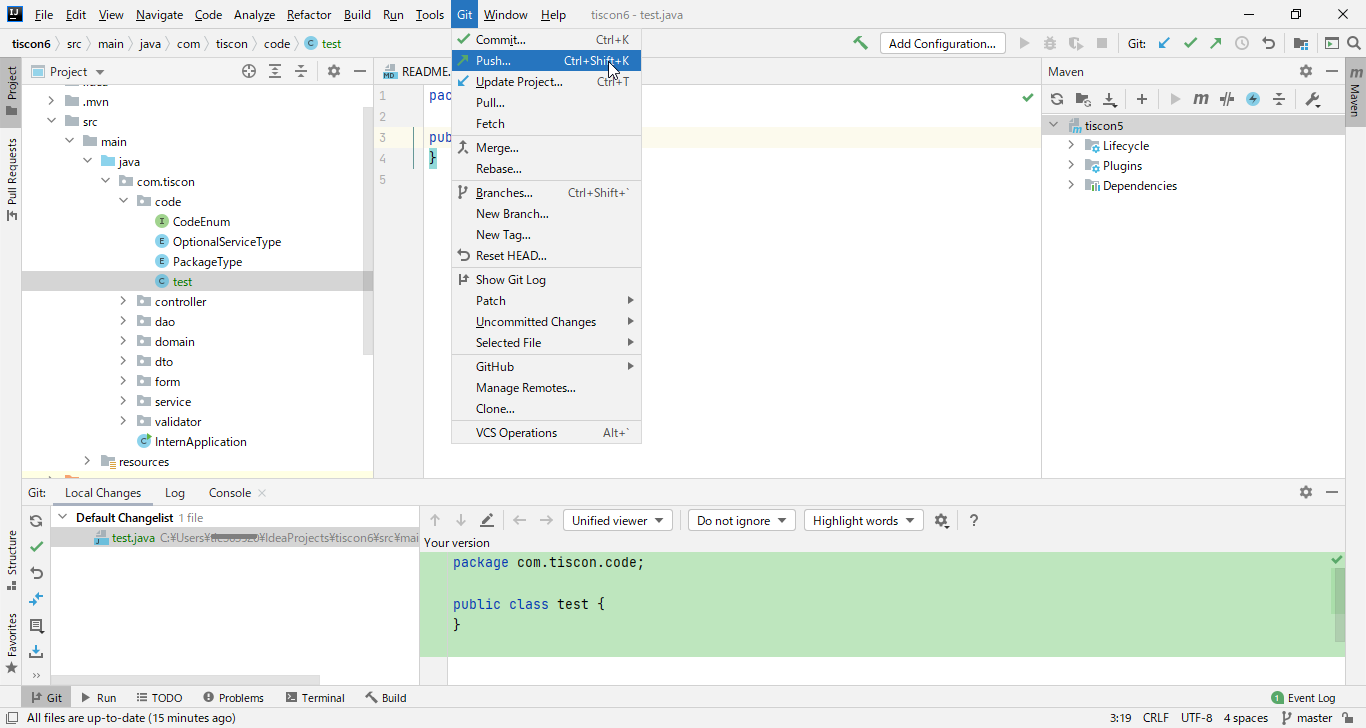 File Edit View Navigate Code Analyze Refactor Build Run Tools Git Window Help tiscon6 - test.java
tiscon6 src main java com tiscon code test
Add Configuration... Git:
Project
README.
Maven
Commit... Ctrl+K
Push... Ctrl+Shift+K
Update Project... Ctrl+T
Pull...
Fetch
Merge...
Rebase...
Branches... Ctrl+Shift+`
New Branch...
New Tag...
Reset HEAD...
Show Git Log
Patch
Uncommitted Changes
Selected File
GitHub
Manage Remotes...
Clone...
VCS Operations Alt+`
Project
Pull Requests
Structure
Favorites
.mvn
src
main
java
com.tiscon
code
CodeEnum
OptionalServiceType
PackageType
test
controller
dao
domain
dto
form
service
validator
InternApplication
resources
1 pac
2
3 pub
4 }
5
Maven
tiscon5
Lifecycle
Plugins
Dependencies
Git: Local Changes Log Console
Default Changelist 1 file
test.java C:¥Users¥ ¥IdeaProjects¥tiscon6¥src¥mai
Unified viewer Do not ignore Highlight words ?
Your version
package com.tiscon.code;
public class test {
}
Git Run TODO Problems Terminal Build 1 Event Log
All files are up-to-date (15 minutes ago) 3:19 CRLF UTF-8 4 spaces master